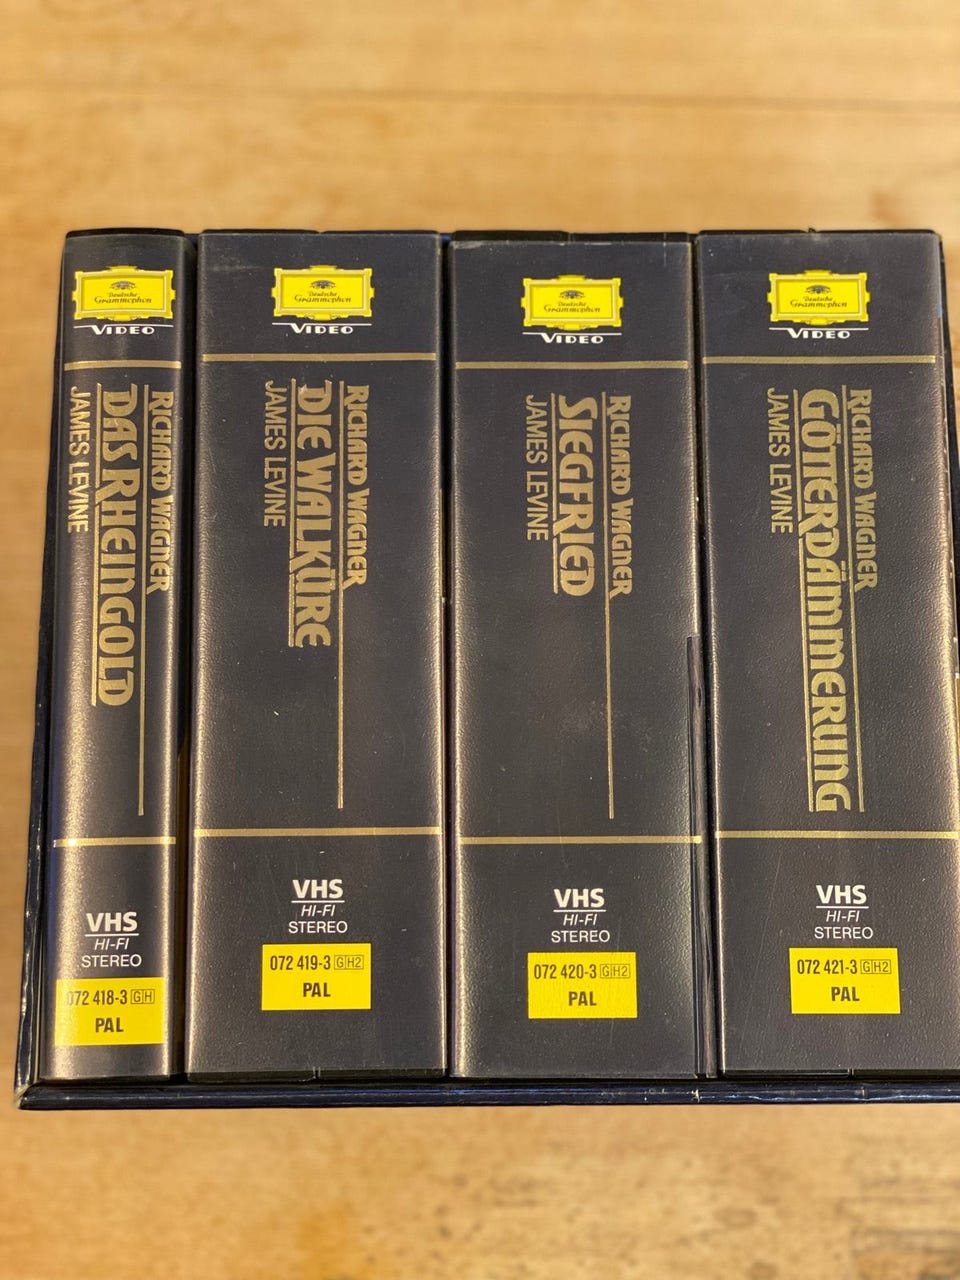 Deutsche
Grammophon
VIDEO
RICHARD WAGNER
DAS RHEINGOLD
JAMES LEVINE
VHS
HI-FI
STEREO
072 418-3 GH
PAL
Deutsche
Grammophon
VIDEO
RICHARD WAGNER
DIE WALKÜRE
JAMES LEVINE
VHS
HI-FI
STEREO
072 419-3 GH2
PAL
Deutsche
Grammophon
VIDEO
RICHARD WAGNER
SIEGFRIED
JAMES LEVINE
VHS
HI-FI
STEREO
072 420-3 GH2
PAL
Deutsche
Grammophon
VIDEO
RICHARD WAGNER
GÖTTERDÄMMERUNG
JAMES LEVINE
VHS
HI-FI
STEREO
072 421-3 GH2
PAL